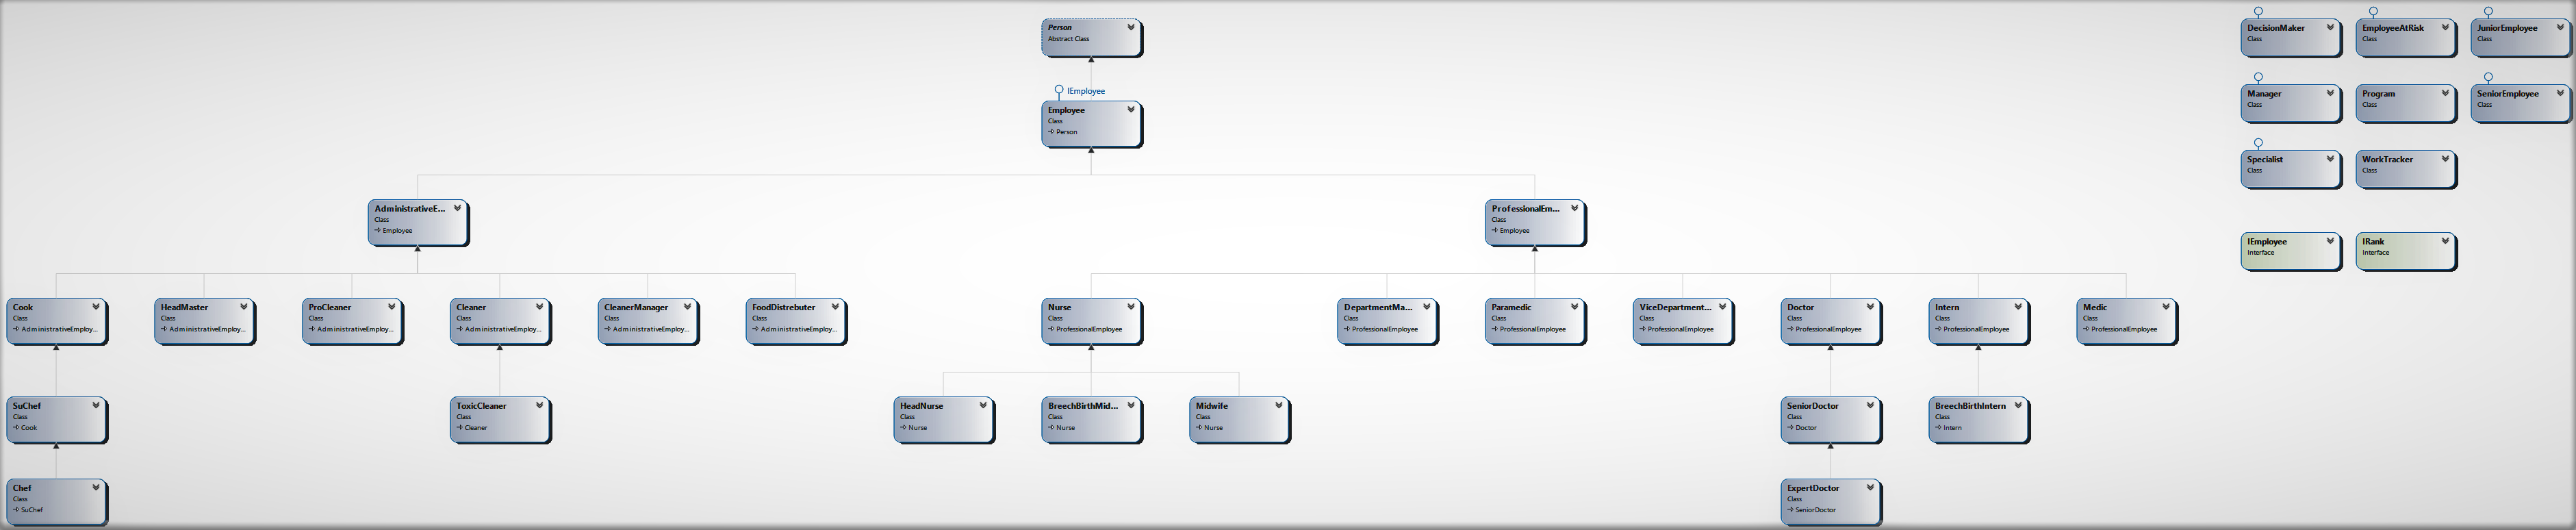 Person
Abstract Class
IEmployee
Employee
Class
Person
AdministrativeE...
Class
Employee
ProfessionalEm...
Class
Employee
Cook
Class
AdministrativeEmploy...
HeadMaster
Class
AdministrativeEmploy...
ProCleaner
Class
AdministrativeEmploy...
Cleaner
Class
AdministrativeEmploy...
CleanerManager
Class
AdministrativeEmploy...
FoodDistrebuter
Class
AdministrativeEmploy...
Nurse
Class
ProfessionalEmployee
DepartmentMa...
Class
ProfessionalEmployee
Paramedic
Class
ProfessionalEmployee
ViceDepartment...
Class
ProfessionalEmployee
Doctor
Class
ProfessionalEmployee
Intern
Class
ProfessionalEmployee
Medic
Class
ProfessionalEmployee
SuChef
Class
Cook
ToxicCleaner
Class
Cleaner
HeadNurse
Class
Nurse
BreechBirthMid...
Class
Nurse
Midwife
Class
Nurse
SeniorDoctor
Class
Doctor
BreechBirthIntern
Class
Intern
Chef
Class
SuChef
ExpertDoctor
Class
SeniorDoctor
DecisionMaker
Class
EmployeeAtRisk
Class
JuniorEmployee
Class
Manager
Class
Program
Class
SeniorEmployee
Class
Specialist
Class
WorkTracker
Class
IEmployee
Interface
IRank
Interface